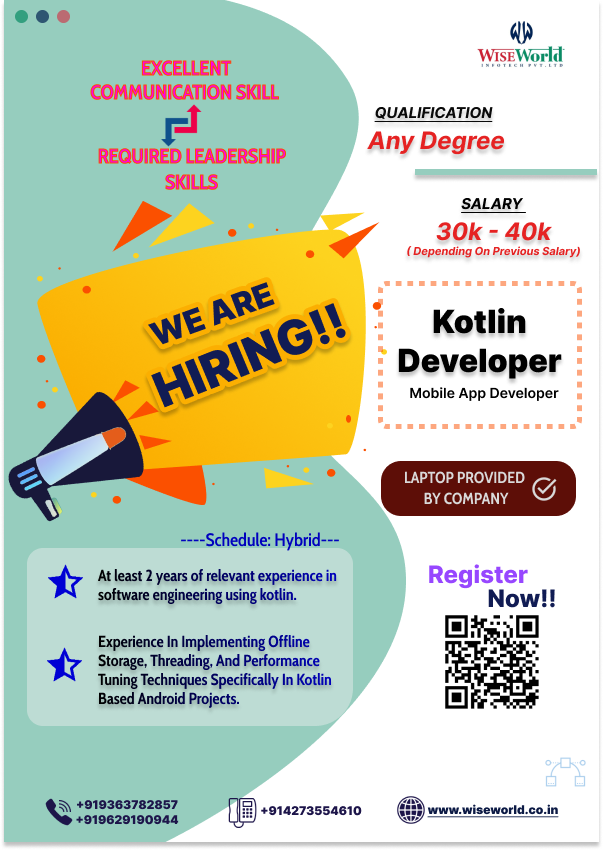 EXCELLENT
COMMUNICATION SKILL
REQUIRED LEADERSHIP
SKILLS
WISEWORLD
INFOTECH PVT.LTD
QUALIFICATION
Any Degree
SALARY
30k - 40k
( Depending On Previous Salary)
WE ARE
HIRING!!
Kotlin
Developer
Mobile App Developer
LAPTOP PROVIDED
BY COMPANY
----Schedule: Hybrid---
At least 2 years of relevant experience in
software engineering using kotlin.
Experience In Implementing Offline
Storage, Threading, And Performance
Tuning Techniques Specifically In Kotlin
Based Android Projects.
Register
Now!!
+919363782857
+919629190944
+914273554610
www.wiseworld.co.in